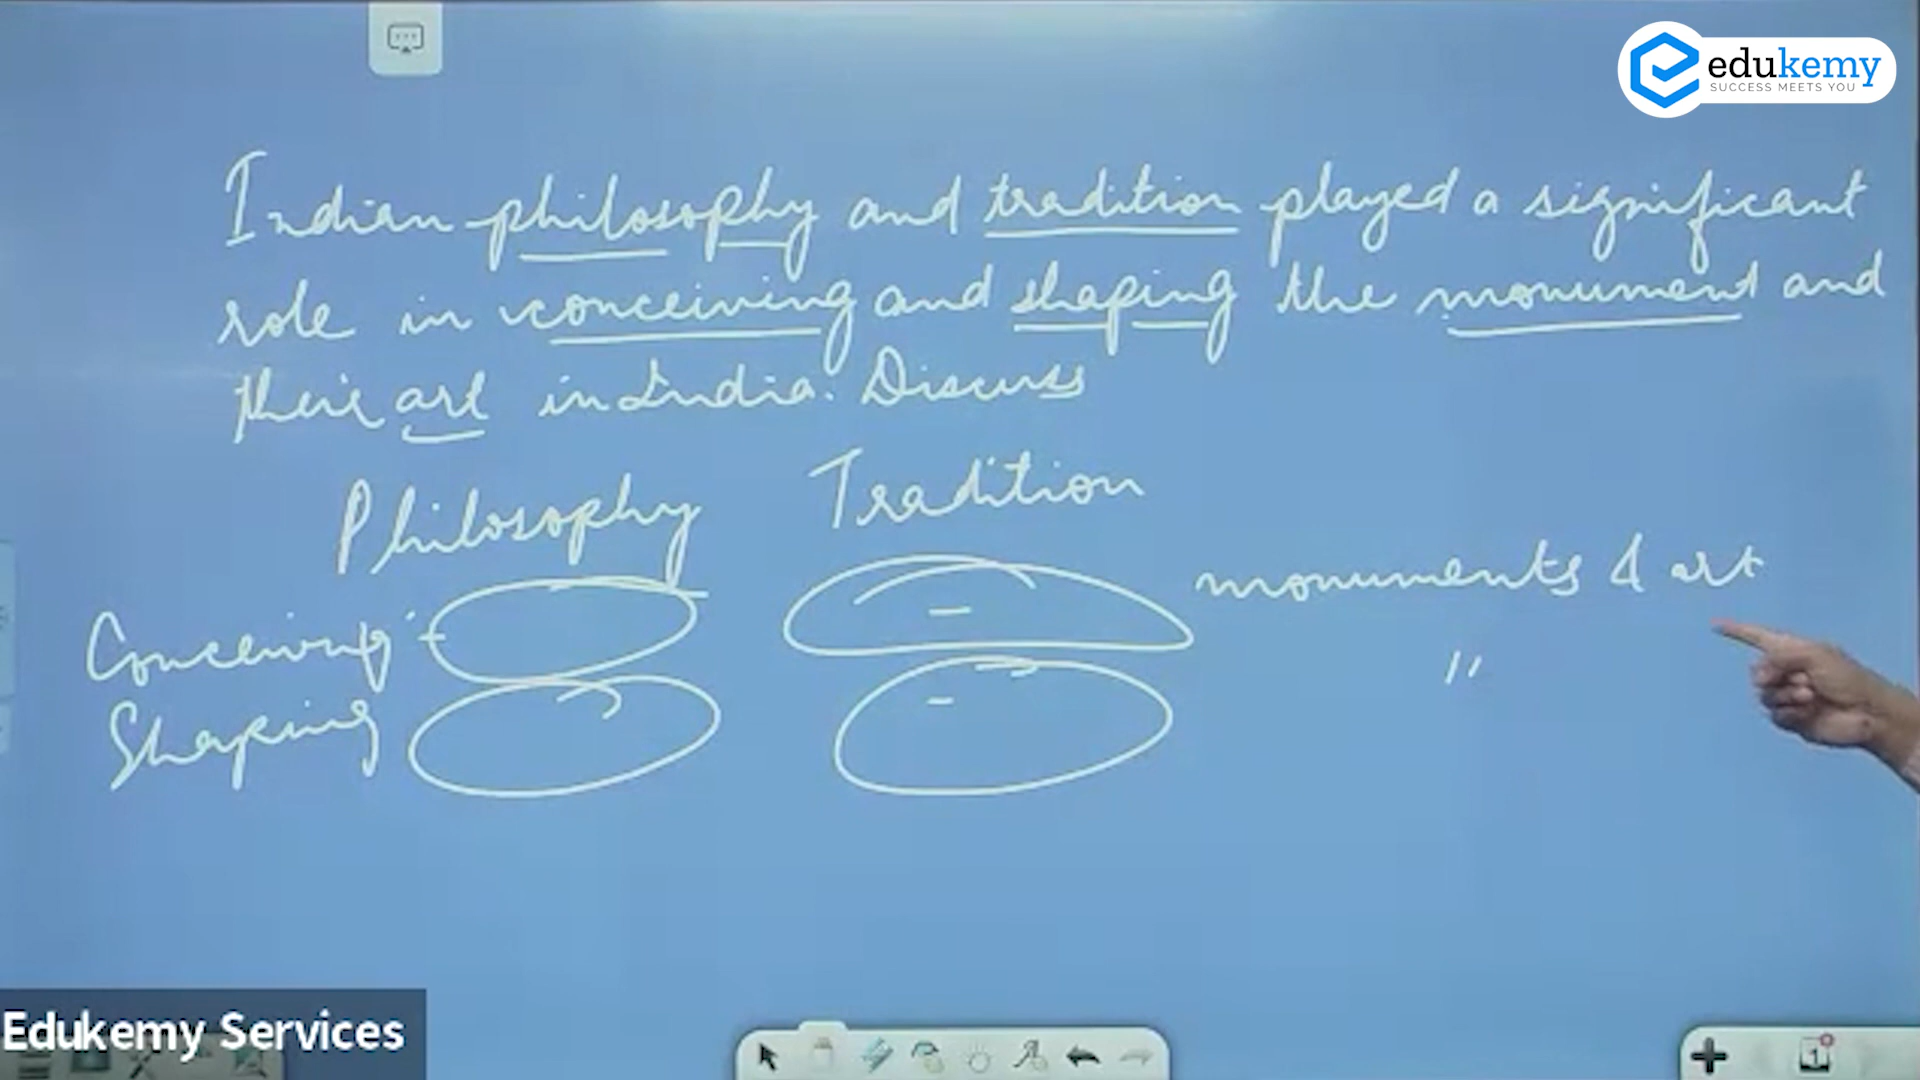 edukemy
SUCCESS MEETS YOU
Indian philosophy and tradition played a significant
role in conceiving and shaping the monument and
their art in India. Discuss
Philosophy Tradition
Conceiving monuments & art
Shaping "
Edukemy Services
1